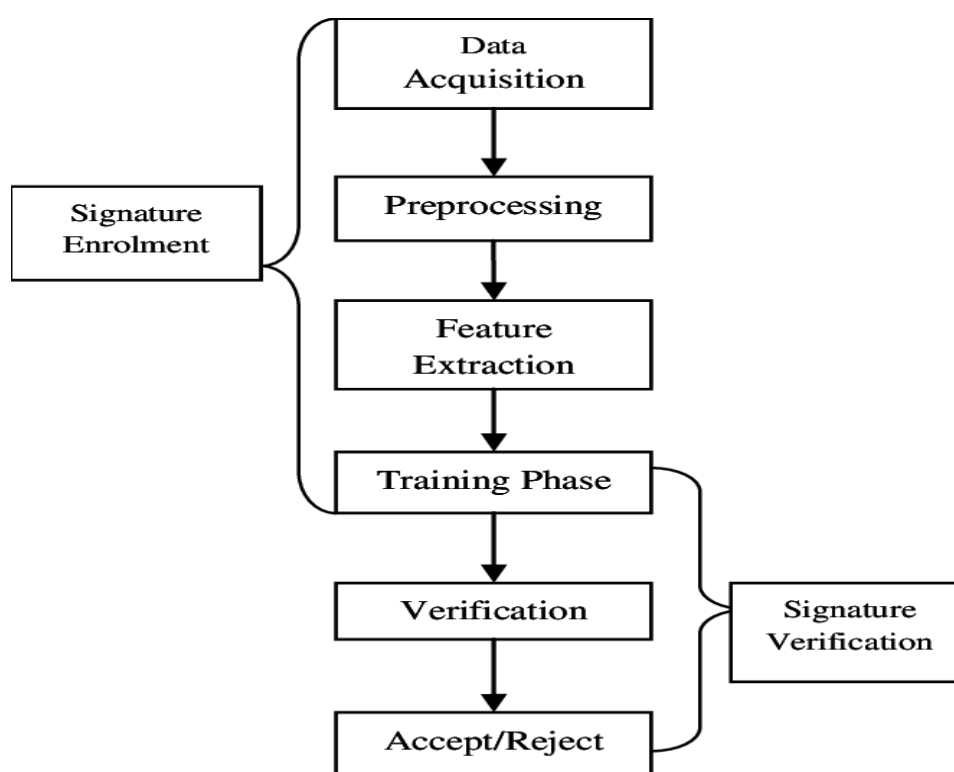 Data
Acquisition
Preprocessing
Signature
Enrolment
Feature
Extraction
Training Phase
Verification
Signature
Verification
Accept/Reject